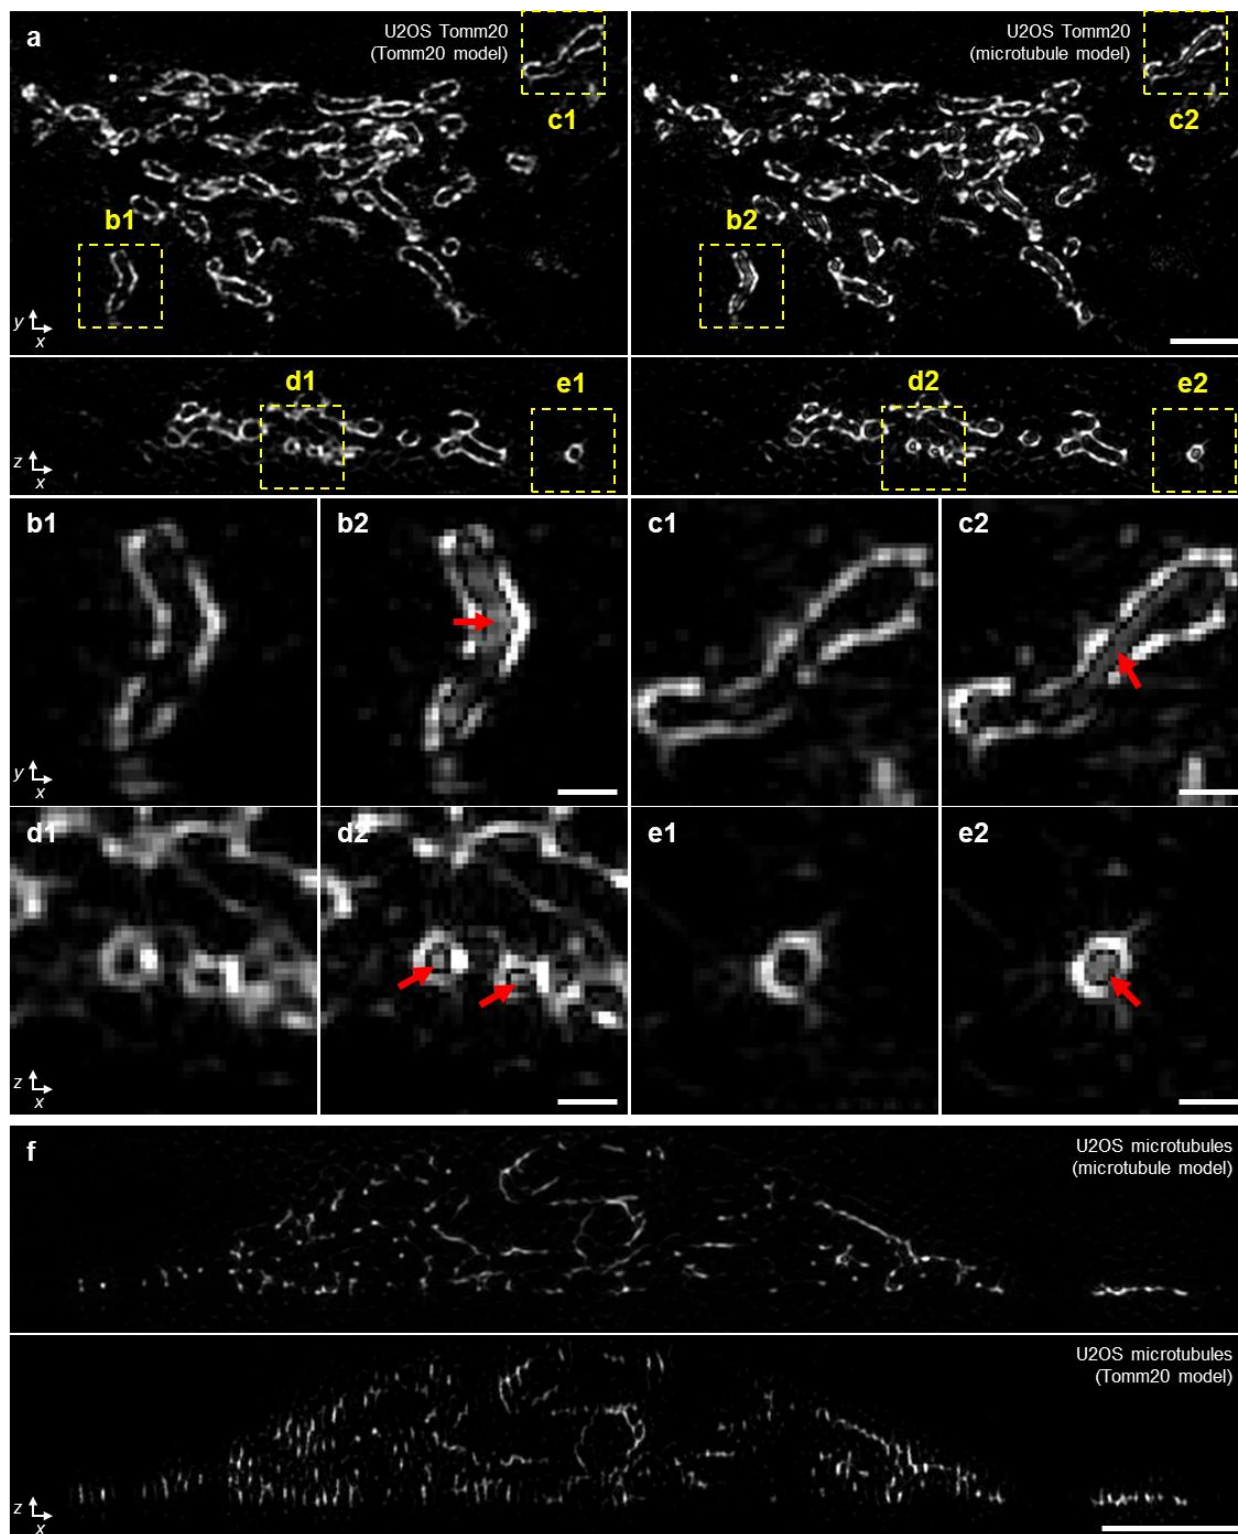 a
U2OS Tomm20
(Tomm20 model)
c1
b1
y
x
U2OS Tomm20
(microtubule model)
c2
b2
d1
e1
z
x
d2
e2
b1
y
x
b2
c1
c2
d1
z
x
d2
e1
e2
f
U2OS microtubules
(microtubule model)
U2OS microtubules
(Tomm20 model)
z
x